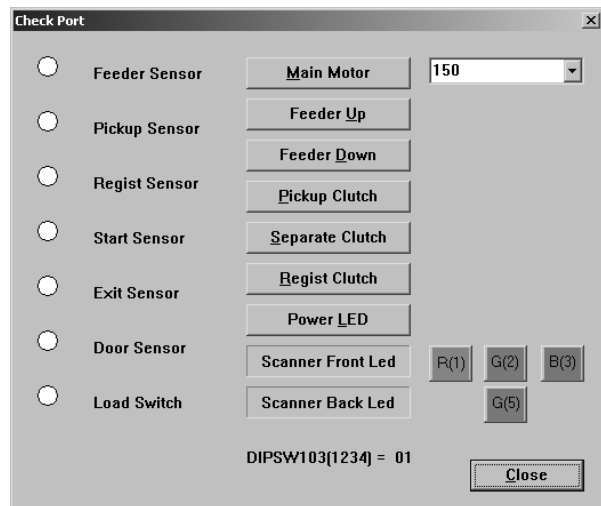 Check Port
Feeder Sensor
Main Motor
150
Feeder Up
Pickup Sensor
Feeder Down
Regist Sensor
Pickup Clutch
Start Sensor
Separate Clutch
Regist Clutch
Exit Sensor
Power LED
Door Sensor
Scanner Front Led
R(1)
G(2)
B(3)
Load Switch
Scanner Back Led
G(5)
DIPSW103(1234) = 01
Close